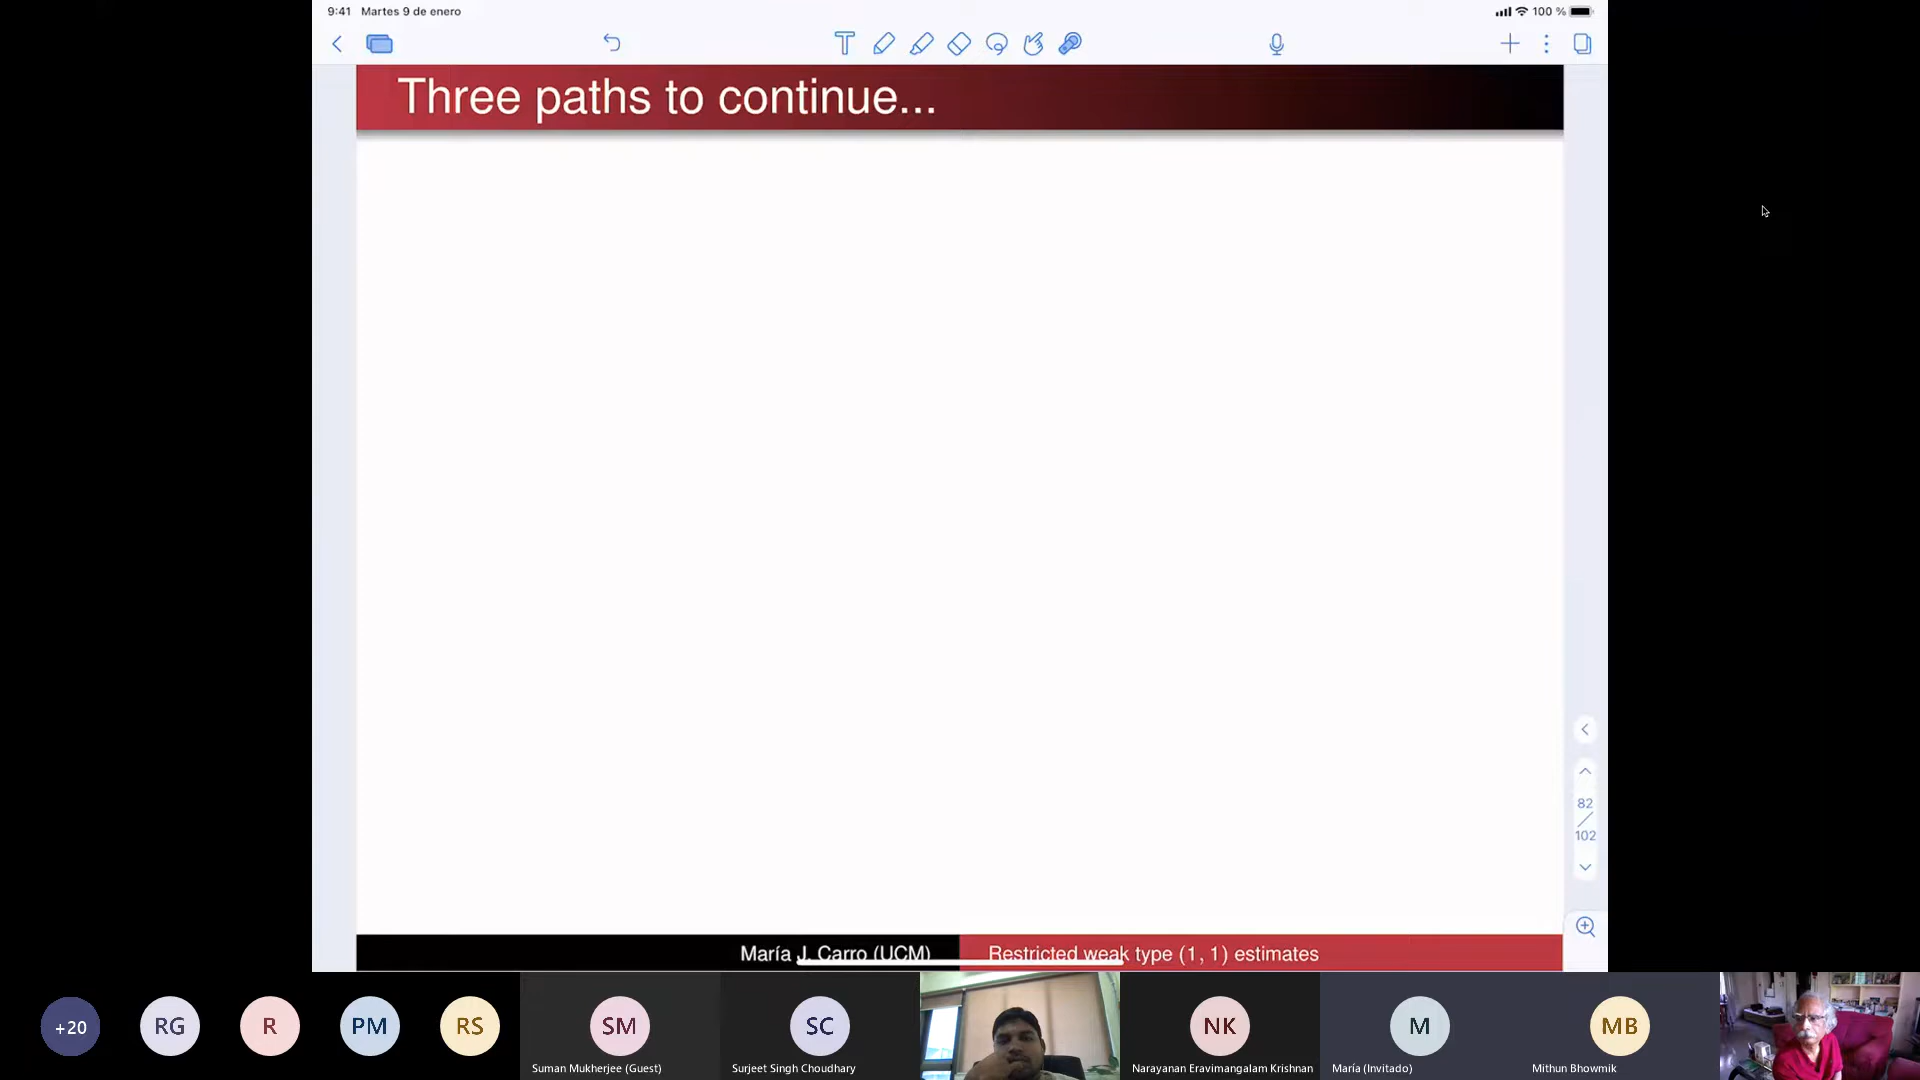 9:41 Martes 9 de enero
100 %
Three paths to continue...
82
102
María J. Carro (UCM)
Restricted weak type (1, 1) estimates
+20
RG
R
PM
RS
SM
SC
NK
M
MB
Suman Mukherjee (Guest)
Surjeet Singh Choudhary
Narayanan Eravimangalam Krishnan
María (Invitado)
Mithun Bhowmik